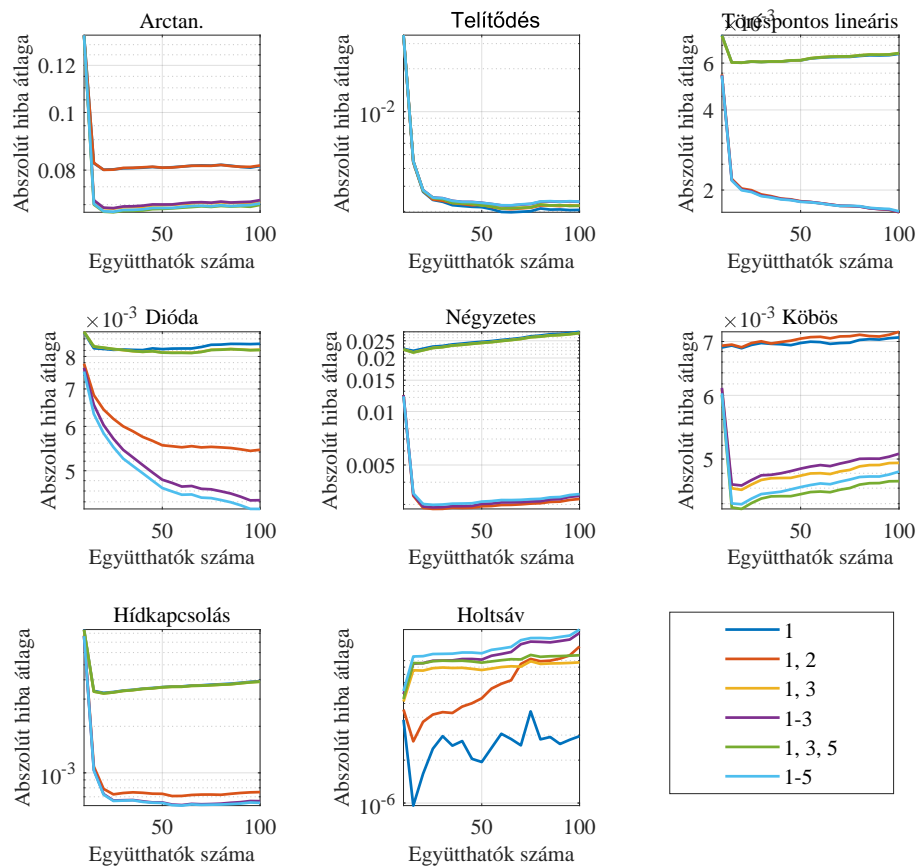 Arctan.
Abszolút hiba átlaga
0.12
0.1
0.08
50
100
Együtthatók száma
Telítődés
Abszolút hiba átlaga
10-2
50
100
Együtthatók száma
Töréspontos lineáris
×10-3
Abszolút hiba átlaga
6
4
2
50
100
Együtthatók száma
Dióda
×10-3
Abszolút hiba átlaga
8
7
6
5
50
100
Együtthatók száma
Négyzetes
Abszolút hiba átlaga
0.025
0.02
0.015
0.01
0.005
50
100
Együtthatók száma
Köbös
×10-3
Abszolút hiba átlaga
7
6
5
50
100
Együtthatók száma
Hídkapcsolás
Abszolút hiba átlaga
10-3
50
100
Együtthatók száma
Holtsáv
Abszolút hiba átlaga
10-6
50
100
Együtthatók száma
1
1, 2
1, 3
1-3
1, 3, 5
1-5